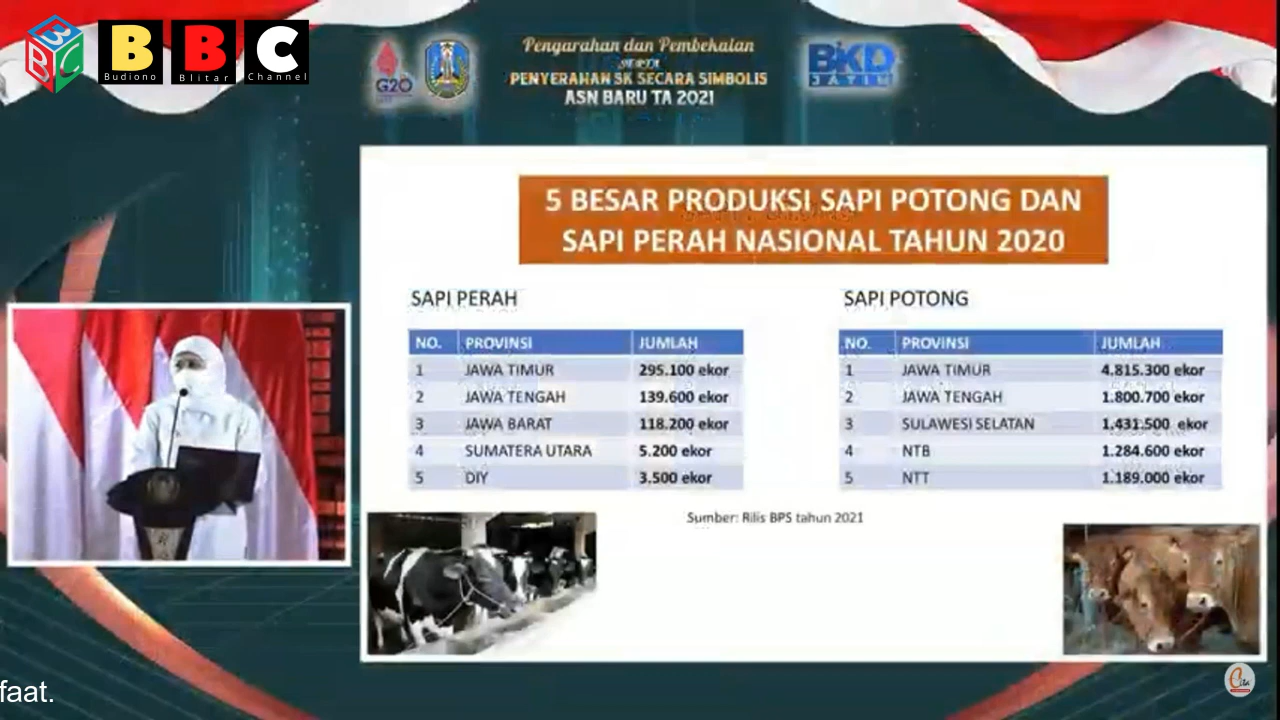 BBC
B B C
Budiono Blitar Channel
G20
Pengarahan dan Pembekalan
SERTA
PENYERAHAN SK SECARA SIMBOLIS
ASN BARU TA 2021
BKD
JATIM
5 BESAR PRODUKSI SAPI POTONG DAN
SAPI PERAH NASIONAL TAHUN 2020
SAPI PERAH
NO. PROVINSI JUMLAH
1 JAWA TIMUR 295.100 ekor
2 JAWA TENGAH 139.600 ekor
3 JAWA BARAT 118.200 ekor
4 SUMATERA UTARA 5.200 ekor
5 DIY 3.500 ekor
SAPI POTONG
NO. PROVINSI JUMLAH
1 JAWA TIMUR 4.815.300 ekor
2 JAWA TENGAH 1.800.700 ekor
3 SULAWESI SELATAN 1.431.500 ekor
4 NTB 1.284.600 ekor
5 NTT 1.189.000 ekor
Sumber: Rilis BPS tahun 2021
faat.